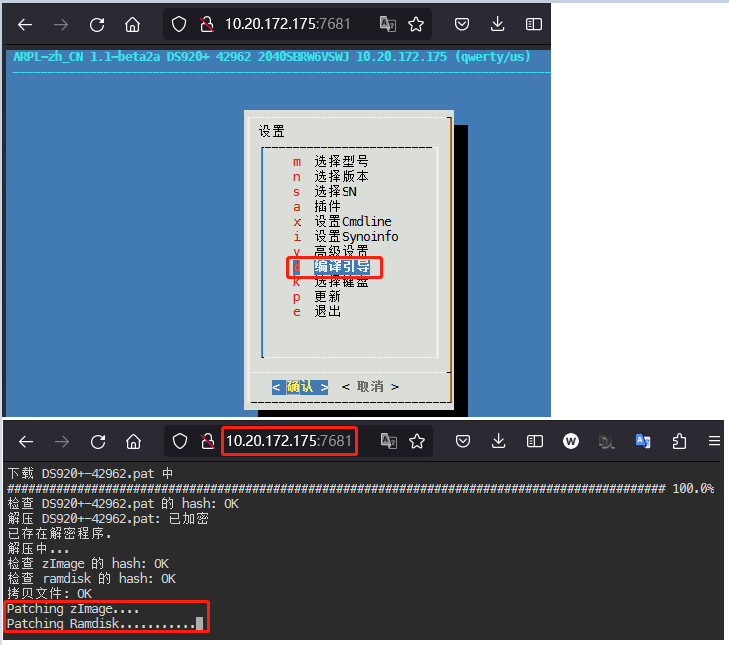 10.20.172.175:7681
ARPL-zh_CN 1.1-beta2a DS920+ 42962 2040SBRW6VSWJ 10.20.172.175 (qwerty/us)
设置
m 选择型号
n 选择版本
s 选择SN
a 插件
x 设置Cmdline
i 设置Synoinfo
v 高级设置
d 编译引导
k 选择键盘
p 更新
e 退出
< 确认 > < 取消 >
10.20.172.175:7681
下载 DS920+-42962.pat 中
######################################################################################## 100.0%
检查 DS920+-42962.pat 的 hash: OK
解压 DS920+-42962.pat: 已加密
已存在解密程序.
解压中...
检查 zImage 的 hash: OK
检查 ramdisk 的 hash: OK
拷贝文件: OK
Patching zImage....
Patching Ramdisk...........